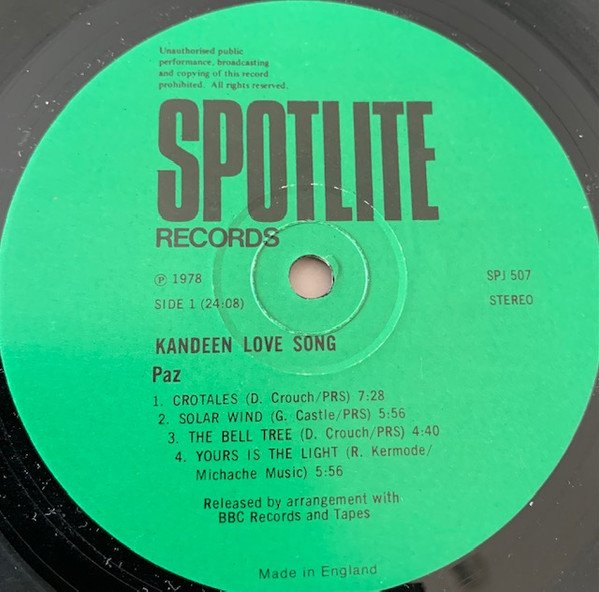 Unauthorised public
performance, broadcasting
and copying of this record
prohibited. All rights reserved.
SPOTLITE
RECORDS
℗ 1978
SPJ 507
SIDE 1 (24:08)
STEREO
KANDEEN LOVE SONG
Paz
1. CROTALES (D. Crouch/PRS) 7:28
2. SOLAR WIND (G. Castle/PRS) 5:56
3. THE BELL TREE (D. Crouch/PRS) 4:40
4. YOURS IS THE LIGHT (R. Kermode/
Michache Music) 5:56
Released by arrangement with
BBC Records and Tapes
Made in England